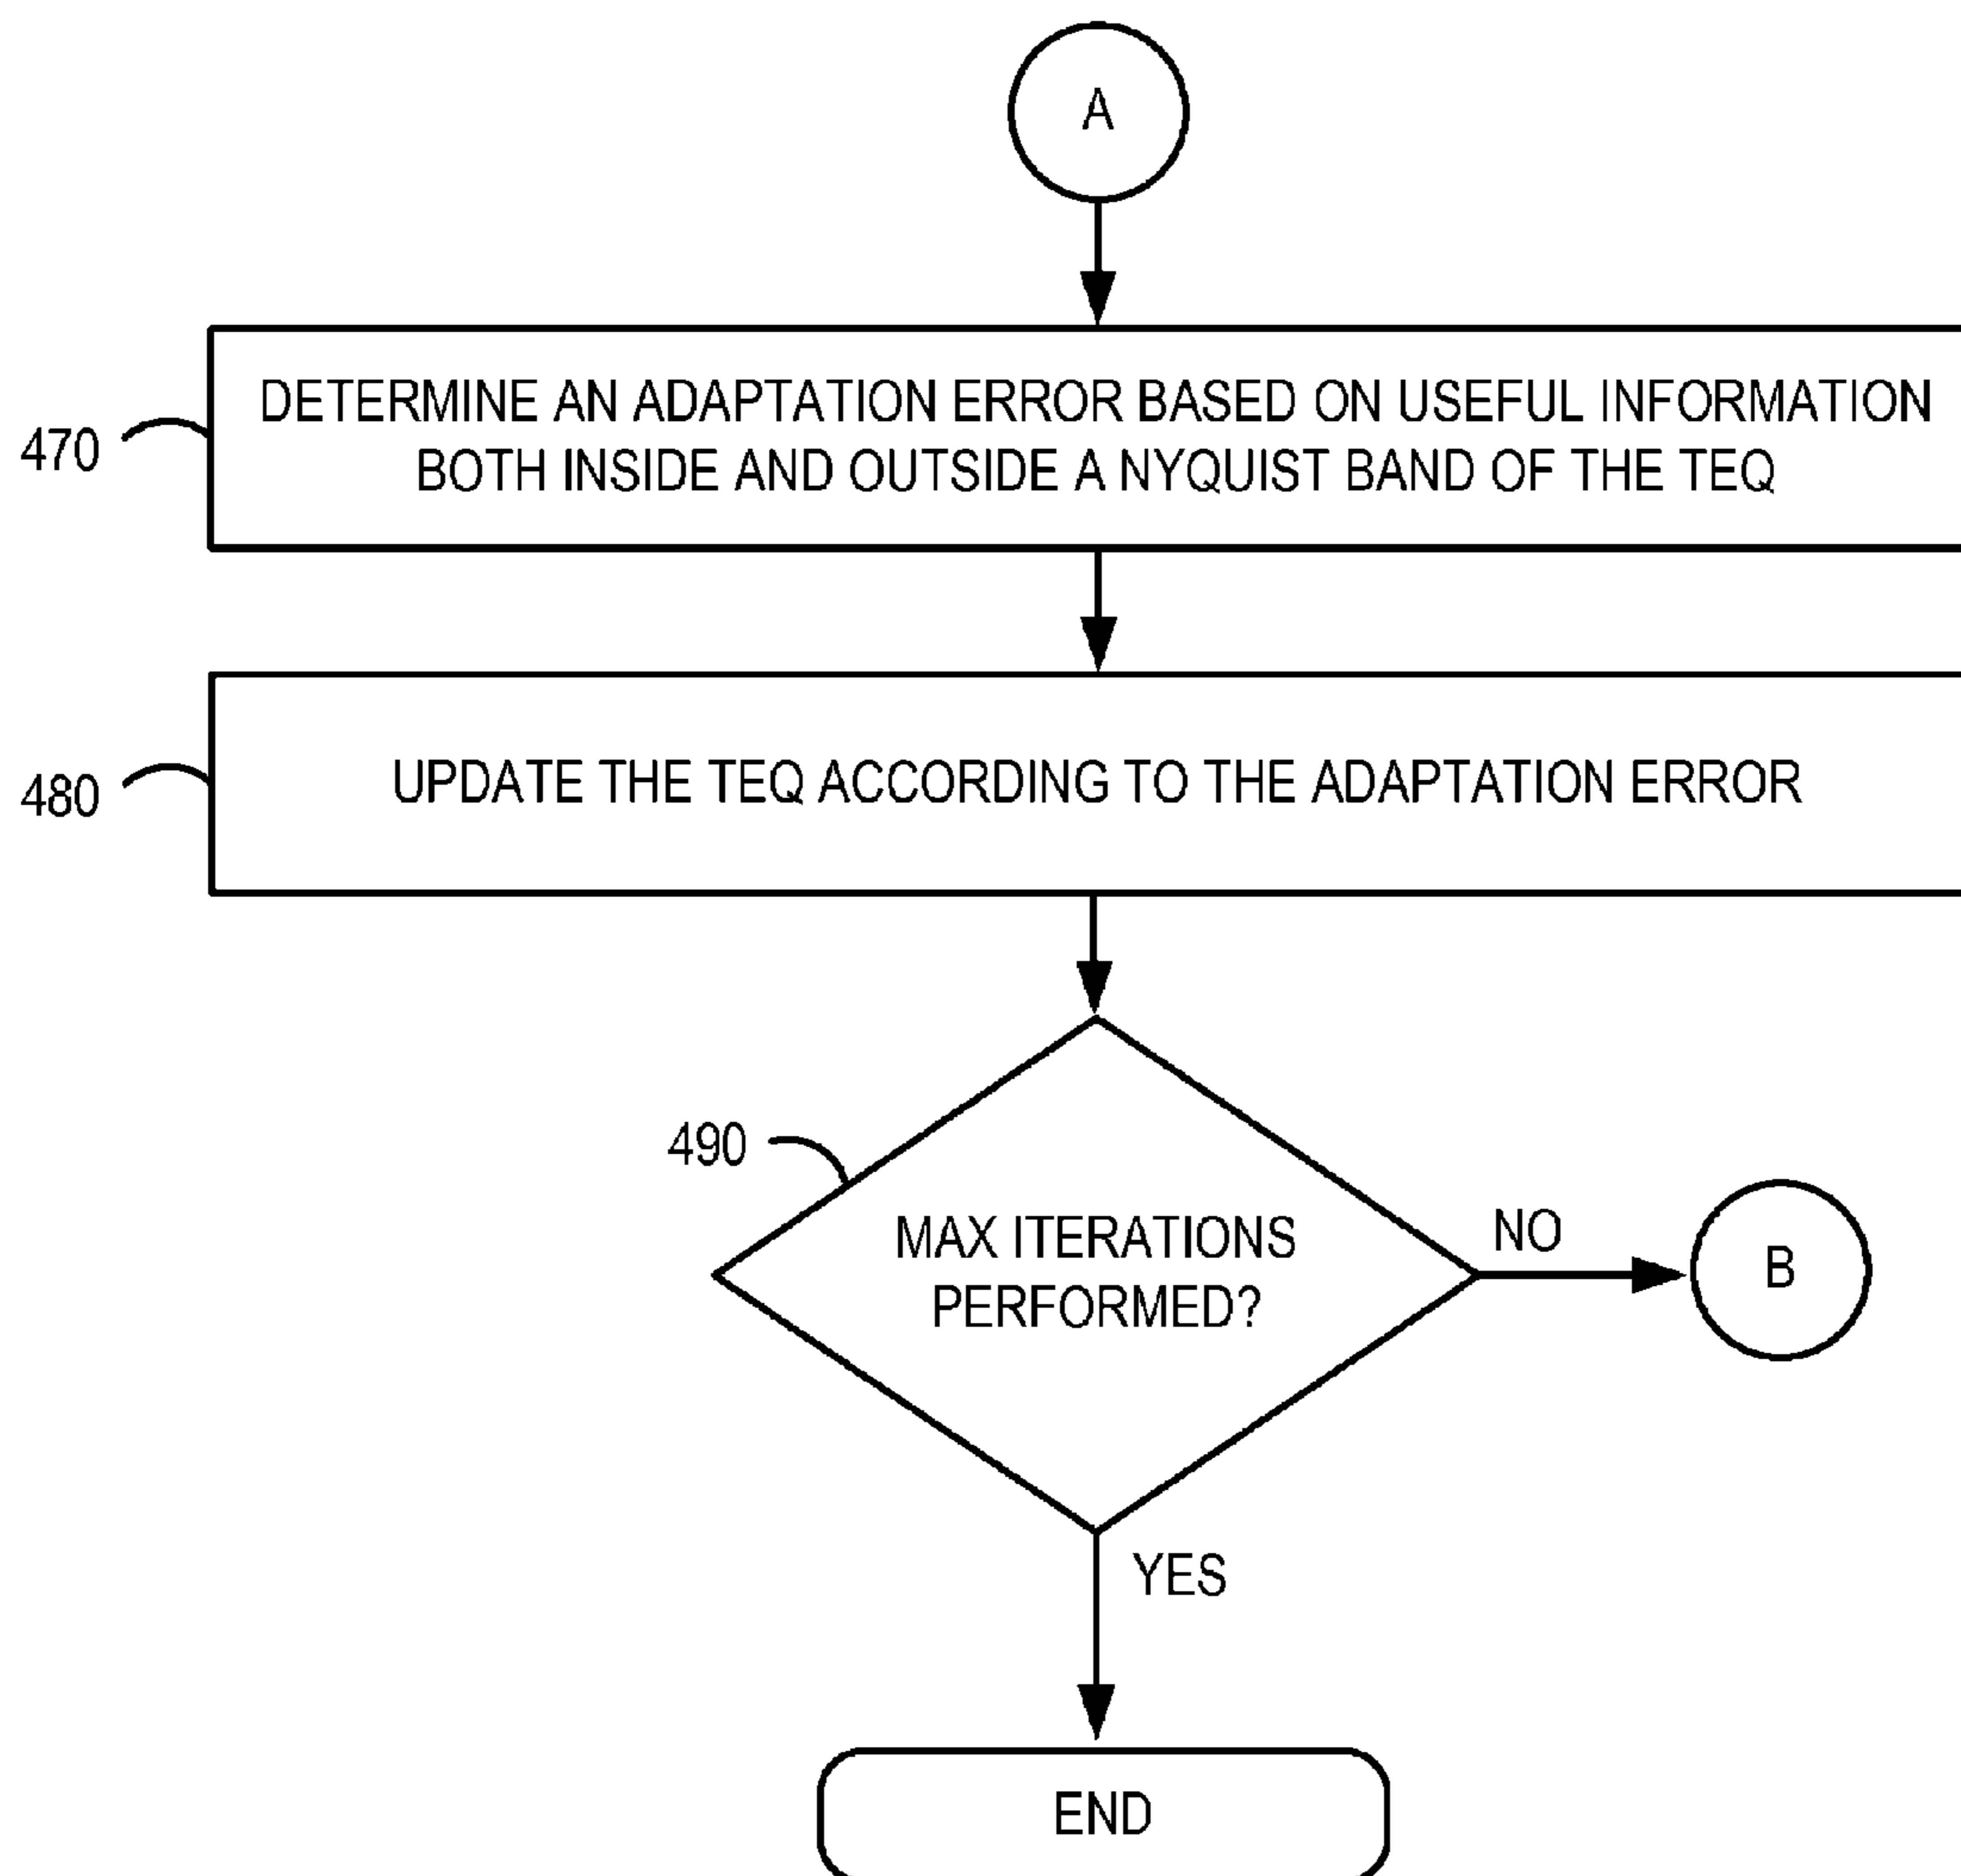 A
DETERMINE AN ADAPTATION ERROR BASED ON USEFUL INFORMATION
BOTH INSIDE AND OUTSIDE A NYQUIST BAND OF THE TEQ
470
UPDATE THE TEQ ACCORDING TO THE ADAPTATION ERROR
480
490
MAX ITERATIONS
PERFORMED?
NO
B
YES
END